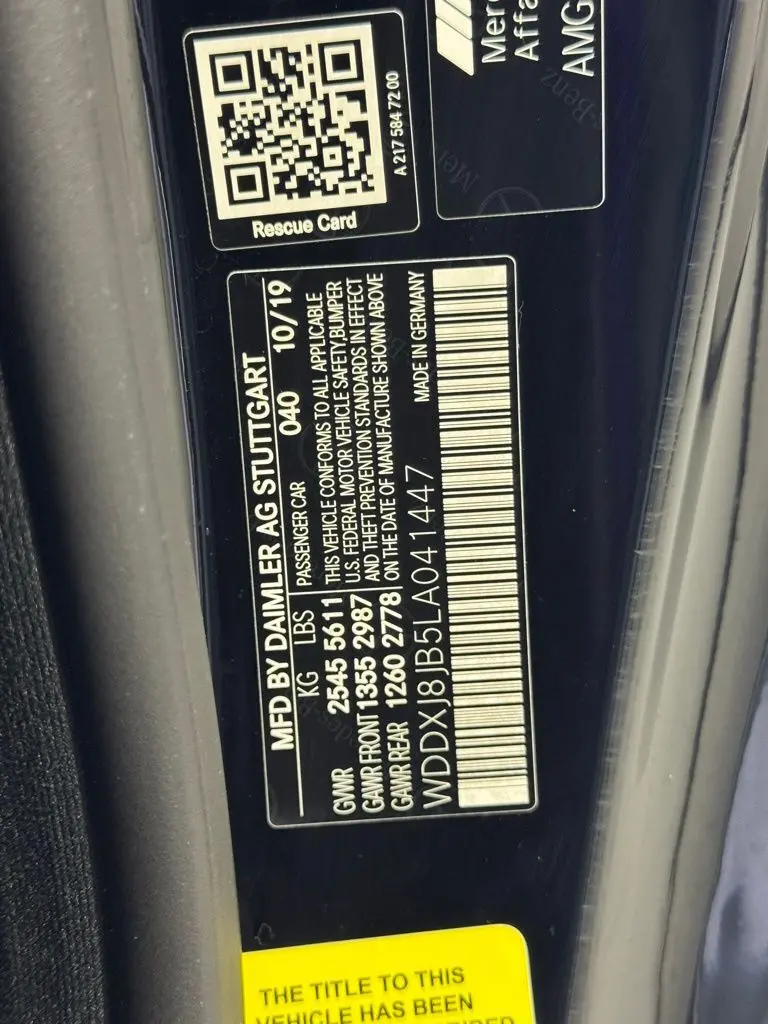 Rescue Card
A 217 584 72 00
AMG
MFD BY DAIMLER AG STUTTGART
040 10/19
KG LBS
PASSENGER CAR
GVWR 2545 5611
GAWR FRONT 1355 2987
GAWR REAR 1260 2778
THIS VEHICLE CONFORMS TO ALL APPLICABLE
U.S. FEDERAL MOTOR VEHICLE SAFETY,BUMPER
AND THEFT PREVENTION STANDARDS IN EFFECT
ON THE DATE OF MANUFACTURE SHOWN ABOVE
MADE IN GERMANY
WDDXJ8JB5LA041447
THE TITLE TO THIS
VEHICLE HAS BEEN